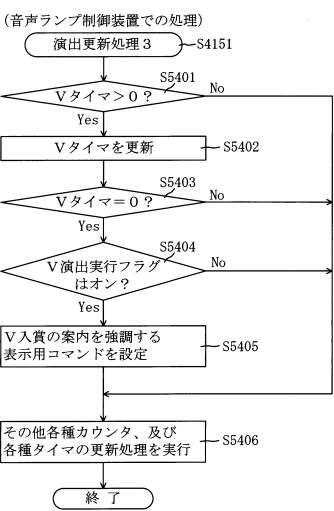 (音声ランプ制御装置での処理)
演出更新処理3
S4151
S5401
Vタイマ>0?
No
Yes
Vタイマを更新
S5402
S5403
Vタイマ=0?
No
Yes
S5404
V演出実行フラグ
はオン?
No
Yes
V入賞の案内を強調する
表示用コマンドを設定
S5405
その他各種カウンタ、及び
各種タイマの更新処理を実行
S5406
終了